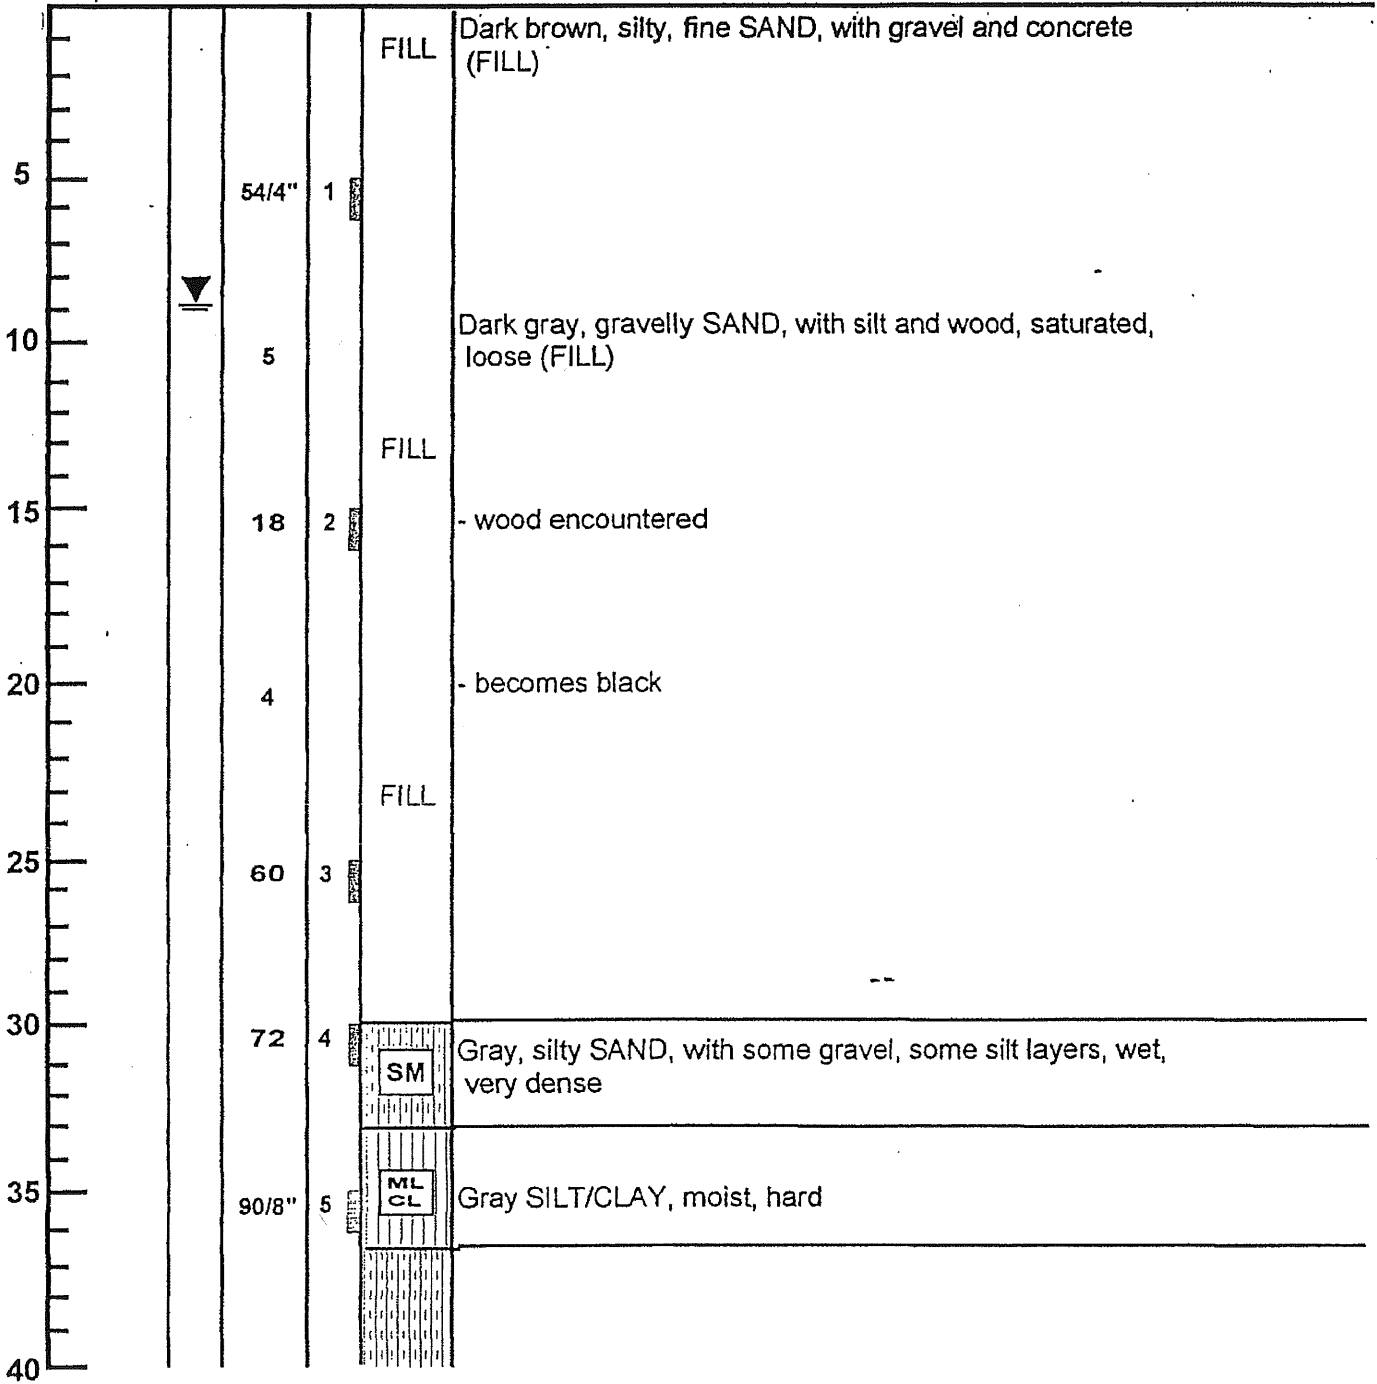 FILL Dark brown, silty, fine SAND, with gravel and concrete
(FILL)
5 54/4" 1
10 5 Dark gray, gravelly SAND, with silt and wood, saturated,
loose (FILL)
FILL
15 18 2 - wood encountered
20 4 - becomes black
FILL
25 60 3
30 72 4 SM Gray, silty SAND, with some gravel, some silt layers, wet,
very dense
35 90/8" 5 ML
CL Gray SILT/CLAY, moist, hard
40